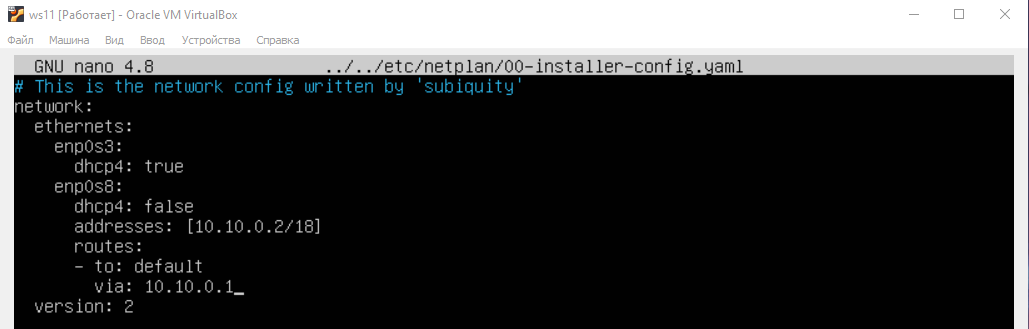 ws11 [Работает] - Oracle VM VirtualBox
Файл Машина Вид Ввод Устройства Справка
GNU nano 4.8 ../../etc/netplan/00-installer-config.yaml
# This is the network config written by 'subiquity'
network:
  ethernets:
    enp0s3:
      dhcp4: true
    enp0s8:
      dhcp4: false
      addresses: [10.10.0.2/18]
      routes:
      - to: default
        via: 10.10.0.1_
  version: 2